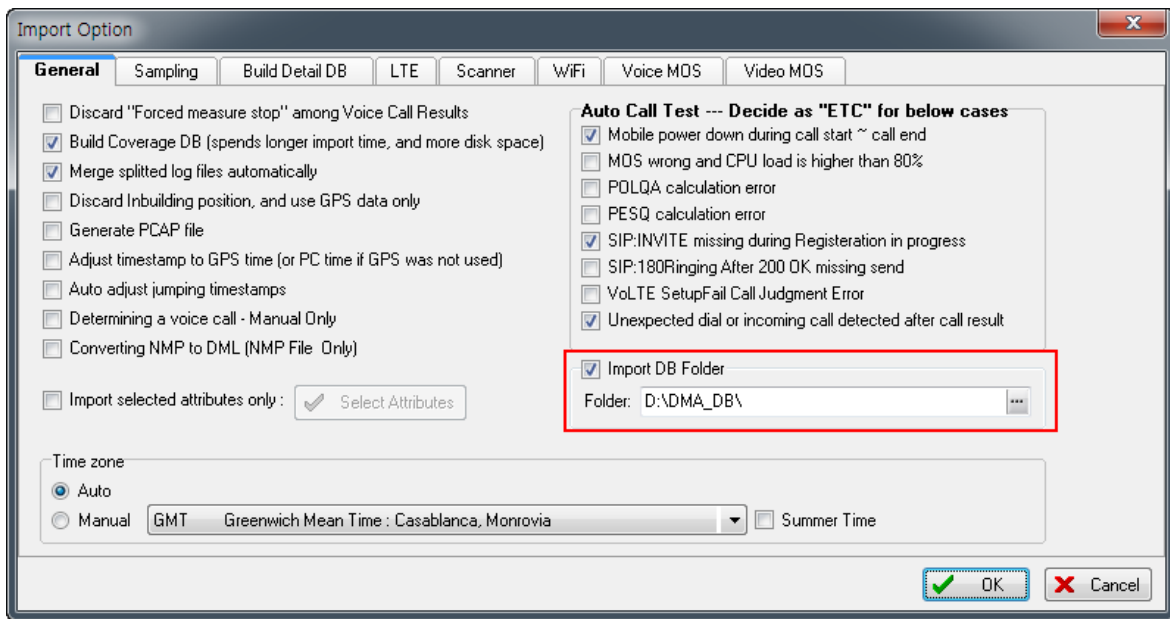 Import Option
General Sampling Build Detail DB LTE Scanner WiFi Voice MOS Video MOS
Discard "Forced measure stop" among Voice Call Results
Build Coverage DB (spends longer import time, and more disk space)
Merge splitted log files automatically
Discard Inbuilding position, and use GPS data only
Generate PCAP file
Adjust timestamp to GPS time (or PC time if GPS was not used)
Auto adjust jumping timestamps
Determining a voice call - Manual Only
Converting NMP to DML (NMP File Only)
Import selected attributes only : Select Attributes
Auto Call Test --- Decide as "ETC" for below cases
Mobile power down during call start ~ call end
MOS wrong and CPU load is higher than 80%
POLQA calculation error
PESQ calculation error
SIP:INVITE missing during Registeration in progress
SIP:180Ringing After 200 OK missing send
VoLTE SetupFail Call Judgment Error
Unexpected dial or incoming call detected after call result
Import DB Folder
Folder: D:\DMA_DB\ ...
Time zone
Auto
Manual GMT Greenwich Mean Time : Casablanca, Monrovia Summer Time
OK Cancel